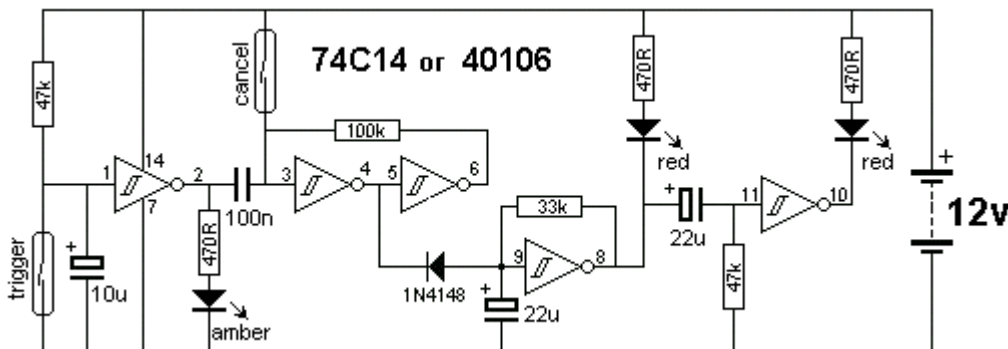 74C14 or 40106
cancel
47k
470R
470R
100k
red
red
1
14
2
7
3
4
5
6
100n
33k
22u
11
10
12v
+
+
+
+
trigger
10u
470R
amber
1N4148
9
8
22u
47k